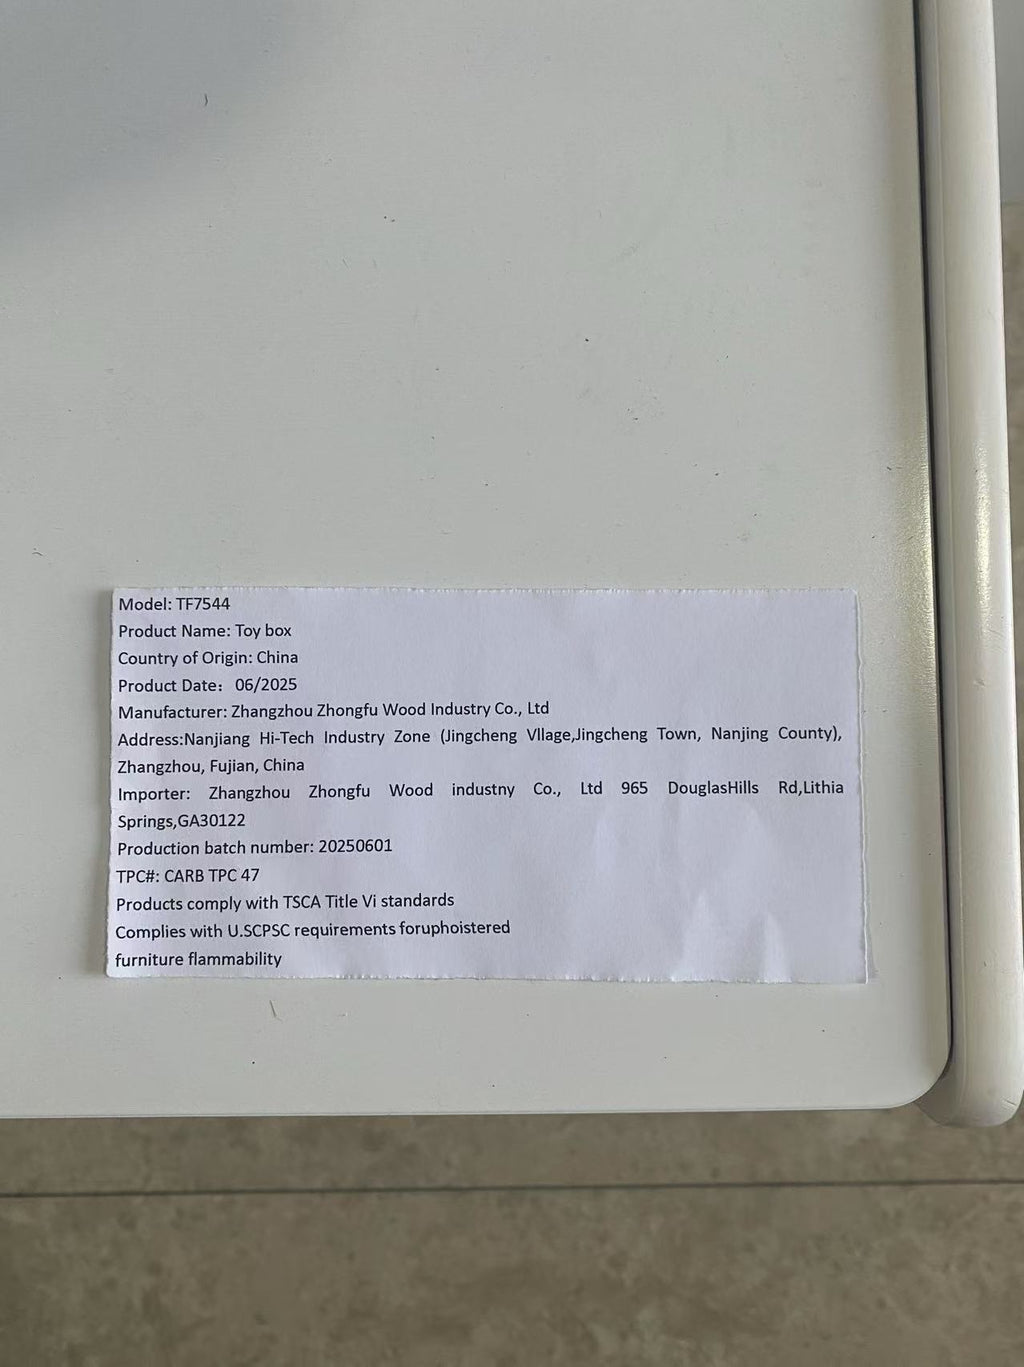 Model: TF7544
Product Name: Toy box
Country of Origin: China
Product Date： 06/2025
Manufacturer: Zhangzhou Zhongfu Wood Industry Co., Ltd
Address:Nanjiang Hi-Tech Industry Zone (Jingcheng Vllage,Jingcheng Town, Nanjing County),
Zhangzhou, Fujian, China
Importer: Zhangzhou Zhongfu Wood industny Co., Ltd 965 DouglasHills Rd,Lithia
Springs,GA30122
Production batch number: 20250601
TPC#: CARB TPC 47
Products comply with TSCA Title Vi standards
Complies with U.SCPSC requirements foruphoistered
furniture flammability